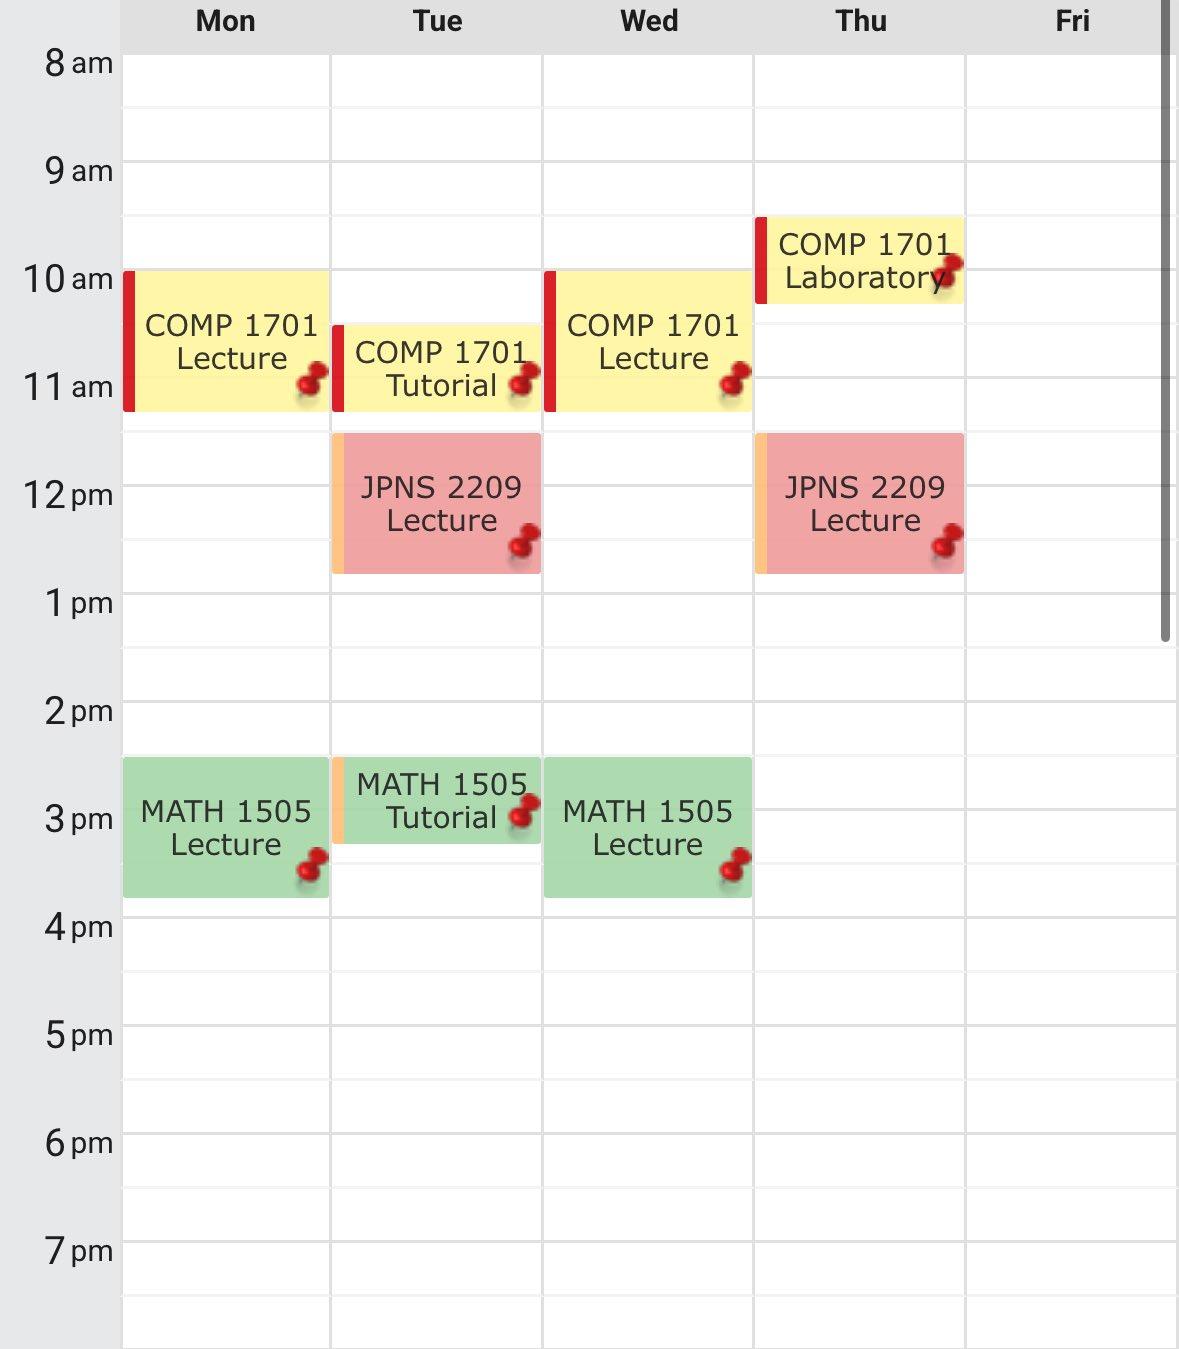 Mon Tue Wed Thu Fri
8 am
9 am
10 am
11 am
12 pm
1 pm
2 pm
3 pm
4 pm
5 pm
6 pm
7 pm
COMP 1701
Lecture
MATH 1505
Lecture
COMP 1701
Tutorial
JPNS 2209
Lecture
MATH 1505
Tutorial
COMP 1701
Lecture
MATH 1505
Lecture
COMP 1701
Laboratory
JPNS 2209
Lecture